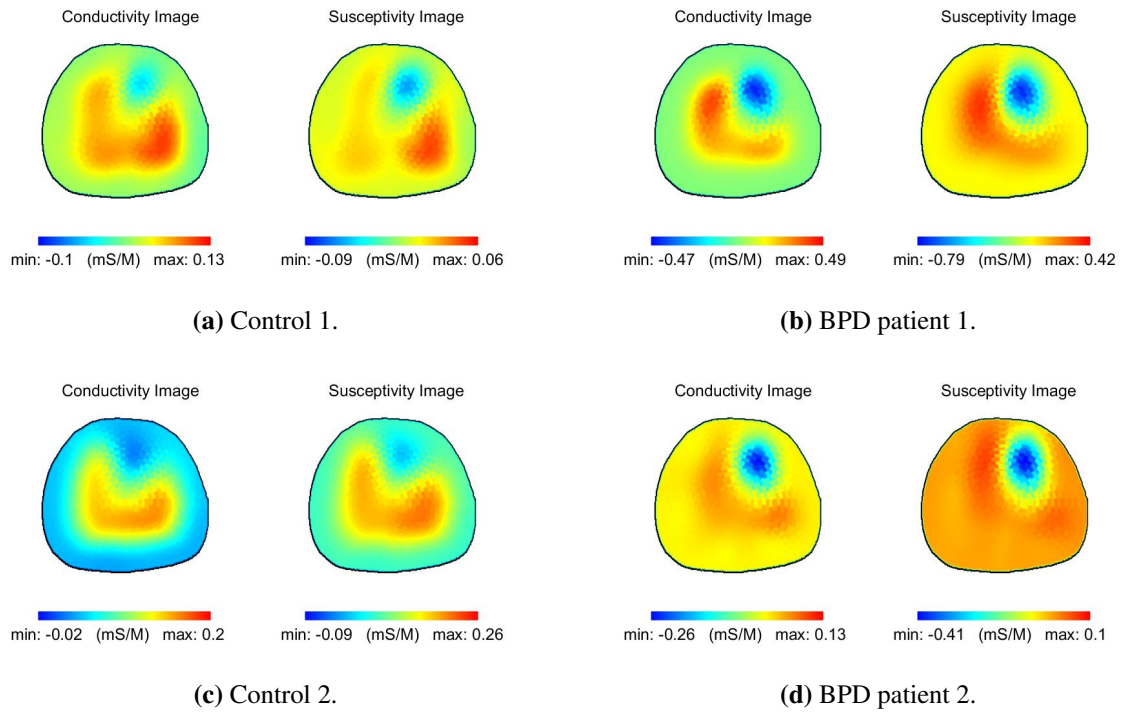 Conductivity Image Susceptivity Image
min: -0.1 (mS/M) max: 0.13 min: -0.09 (mS/M) max: 0.06
(a) Control 1.
Conductivity Image Susceptivity Image
min: -0.47 (mS/M) max: 0.49 min: -0.79 (mS/M) max: 0.42
(b) BPD patient 1.
Conductivity Image Susceptivity Image
min: -0.02 (mS/M) max: 0.2 min: -0.09 (mS/M) max: 0.26
(c) Control 2.
Conductivity Image Susceptivity Image
min: -0.26 (mS/M) max: 0.13 min: -0.41 (mS/M) max: 0.1
(d) BPD patient 2.